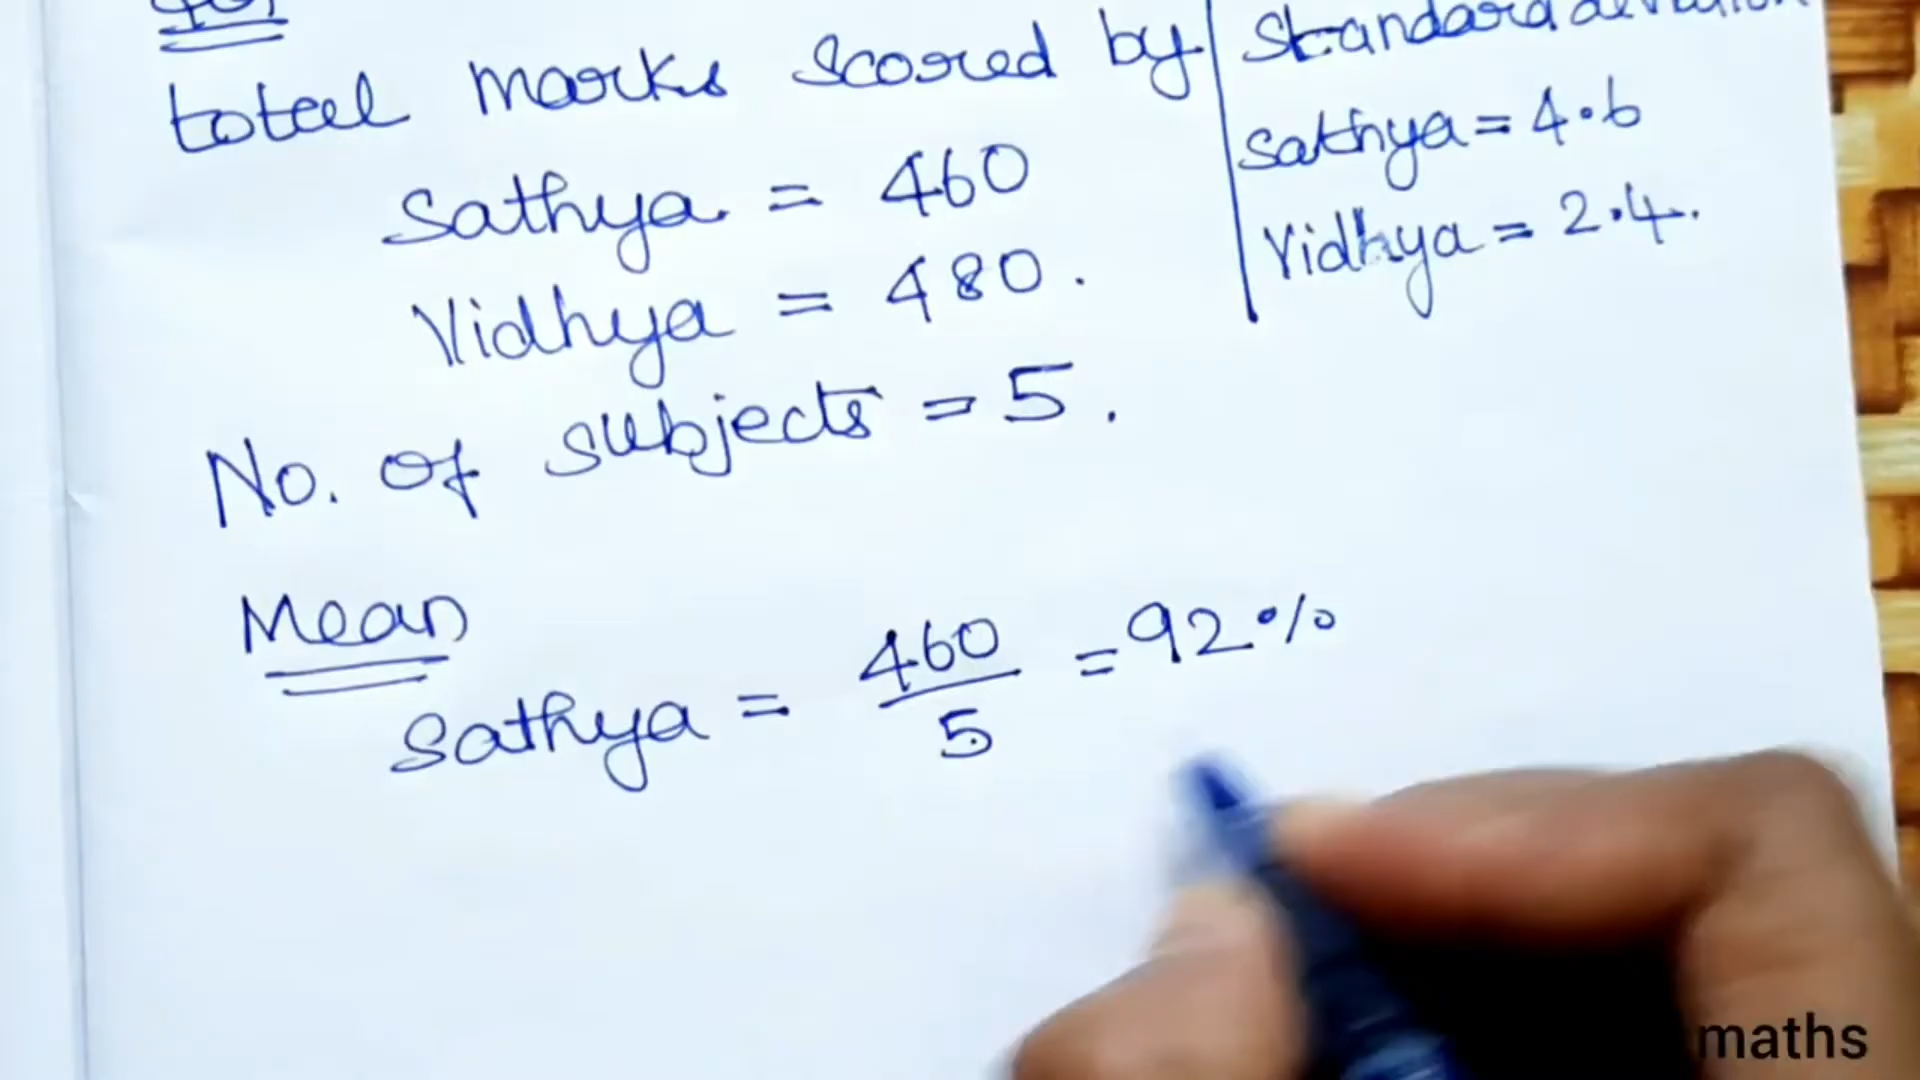 total marks scored by
Sathya = 460
Vidhya = 480.
No. of subjects = 5.
Standard deviation
Sathya = 4.6
Vidhya = 2.4.
Mean
Sathya = 460/5 = 92%
maths